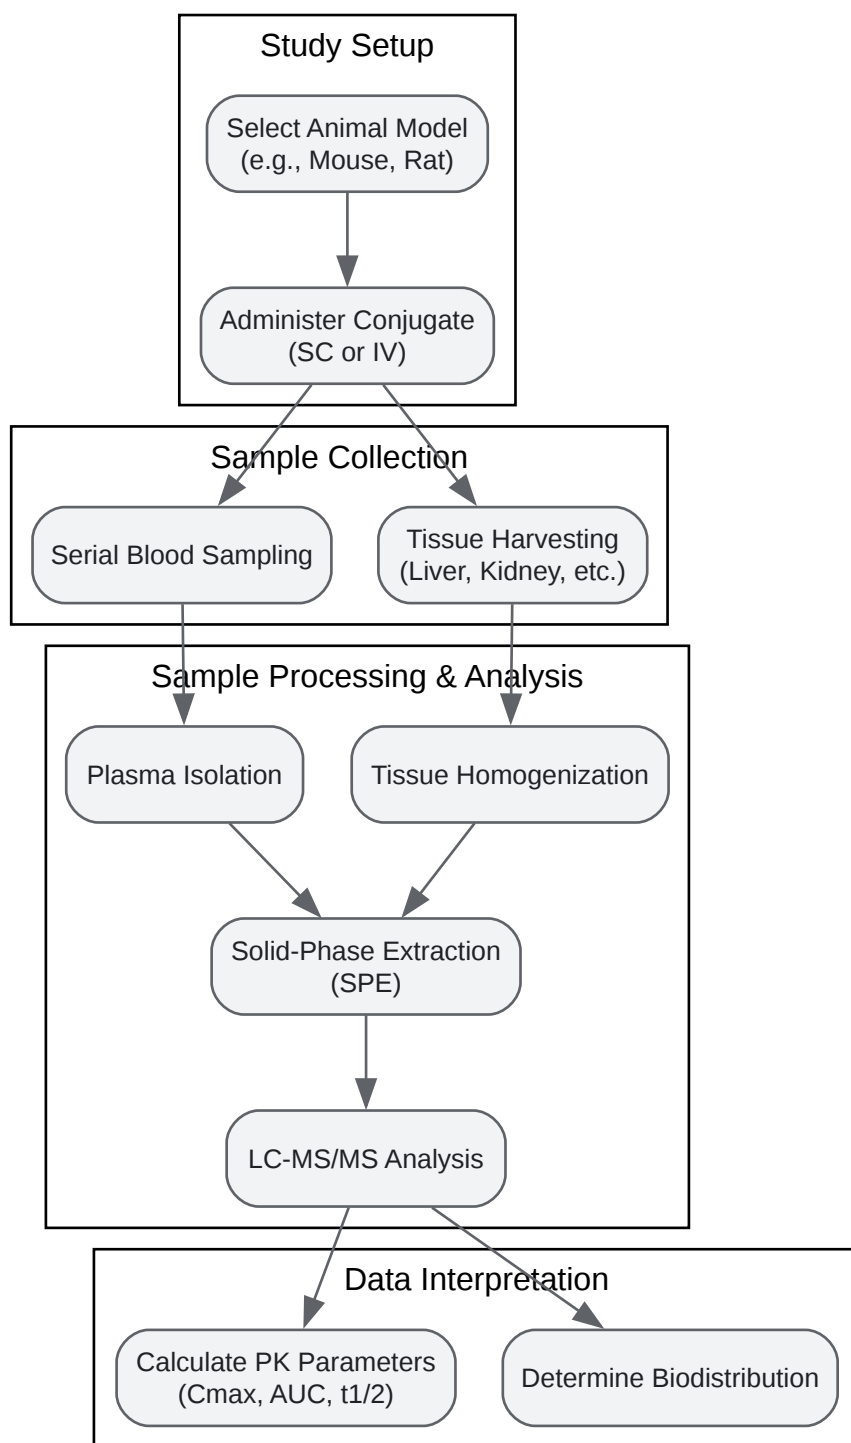 Study Setup
Select Animal Model
(e.g., Mouse, Rat)
Administer Conjugate
(SC or IV)
Sample Collection
Serial Blood Sampling
Tissue Harvesting
(Liver, Kidney, etc.)
Sample Processing & Analysis
Plasma Isolation
Tissue Homogenization
Solid-Phase Extraction
(SPE)
LC-MS/MS Analysis
Data Interpretation
Calculate PK Parameters
(Cmax, AUC, t1/2)
Determine Biodistribution